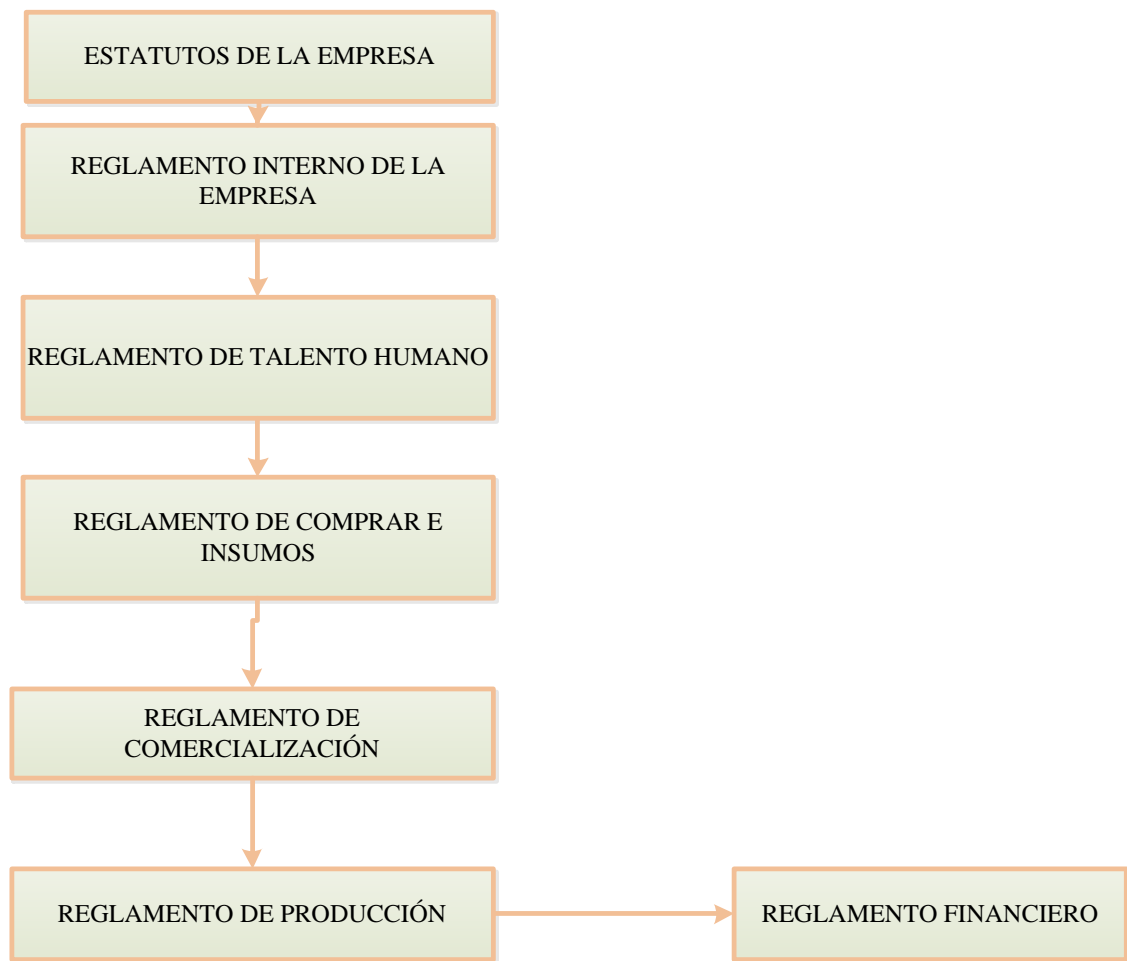 ESTATUTOS DE LA EMPRESA
REGLAMENTO INTERNO DE LA
EMPRESA
REGLAMENTO DE TALENTO HUMANO
REGLAMENTO DE COMPRAR E
INSUMOS
REGLAMENTO DE
COMERCIALIZACIÓN
REGLAMENTO DE PRODUCCIÓN
REGLAMENTO FINANCIERO